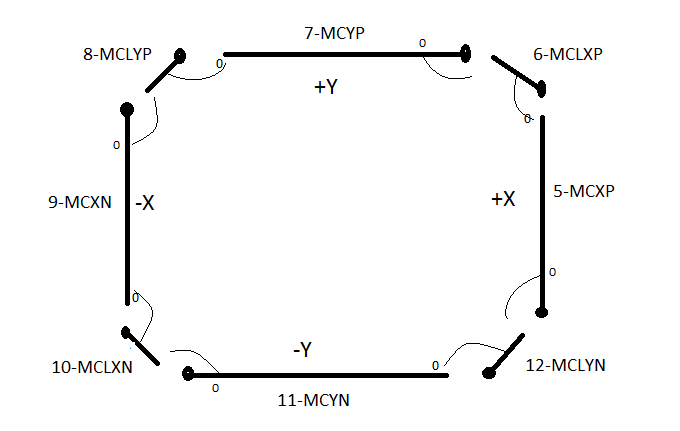 7-MCYP
8-MCLYP
0
6-MCLXP
0
+Y
0
0
9-MCXN
-X
+X
5-MCXP
0
0
-Y
10-MCLXN
0
12-MCLYN
0
11-MCYN